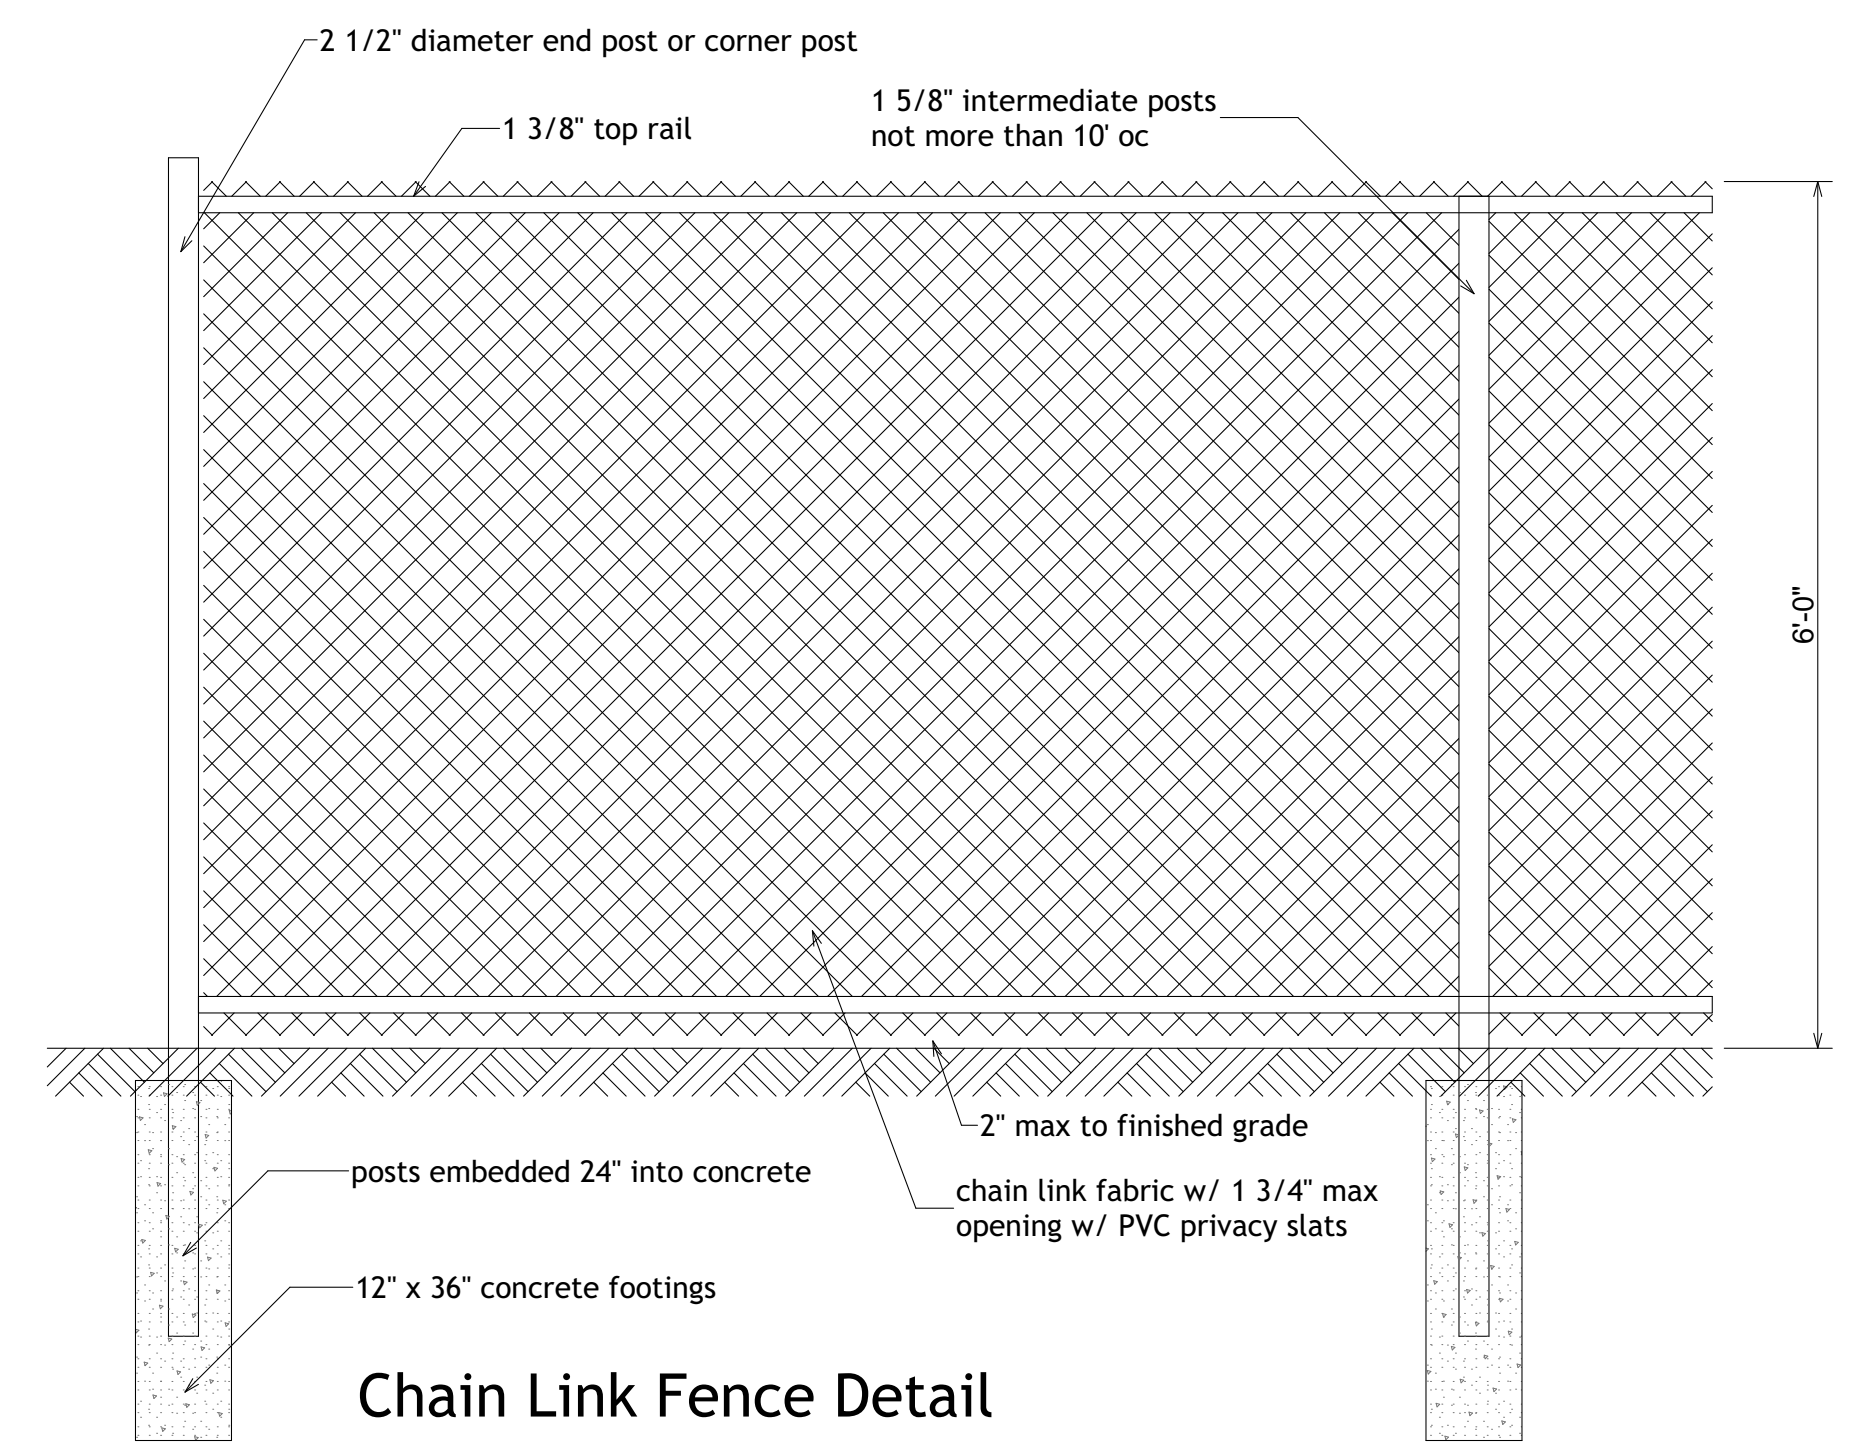 2 1/2" diameter end post or corner post
1 3/8" top rail
1 5/8" intermediate posts
not more than 10' oc
6'-0"
2" max to finished grade
posts embedded 24" into concrete
chain link fabric w/ 1 3/4" max
opening w/ PVC privacy slats
12" x 36" concrete footings
Chain Link Fence Detail